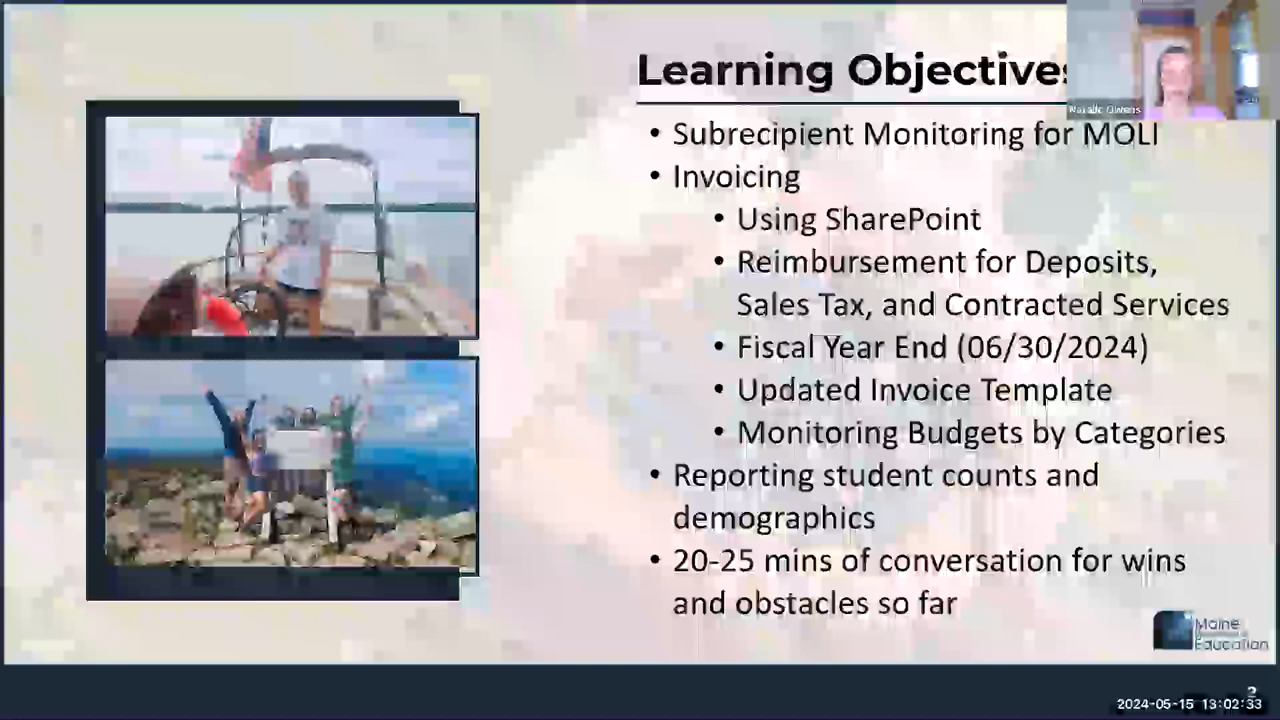 Learning Objectives
• Subrecipient Monitoring for MOLI
• Invoicing
• Using SharePoint
• Reimbursement for Deposits,
Sales Tax, and Contracted Services
• Fiscal Year End (06/30/2024)
• Updated Invoice Template
• Monitoring Budgets by Categories
• Reporting student counts and
demographics
• 20-25 mins of conversation for wins
and obstacles so far
Maine
Education
2024-05-15 13:02:33